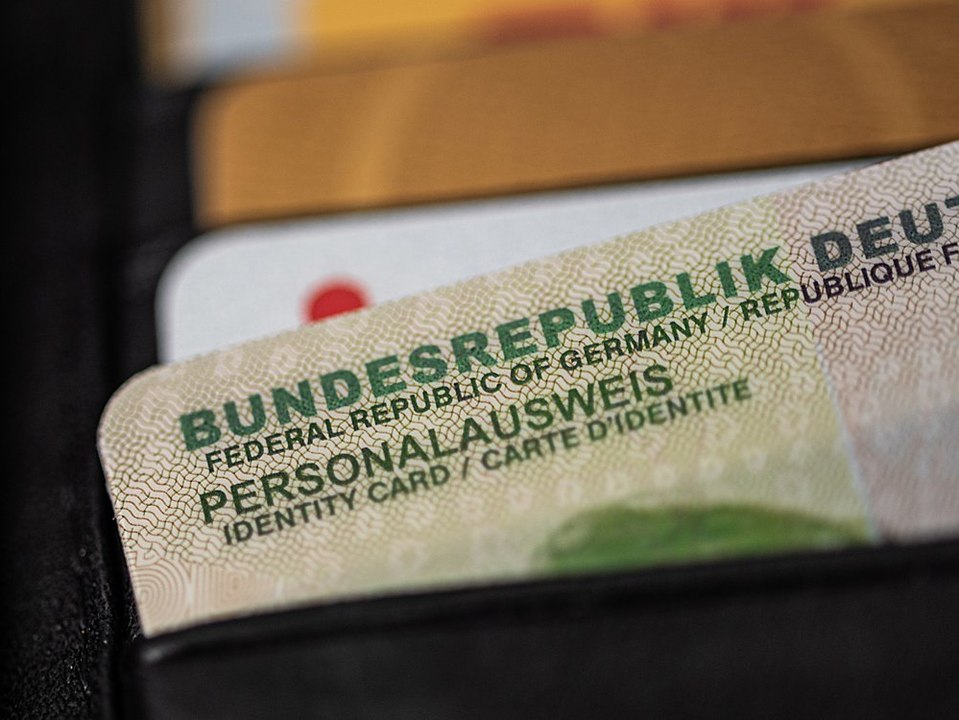 BUNDESREPUBLIK DEUT
FEDERAL REPUBLIC OF GERMANY / REPUBLIQUE F
PERSONALAUSWEIS
IDENTITY CARD / CARTE D'IDENTITE